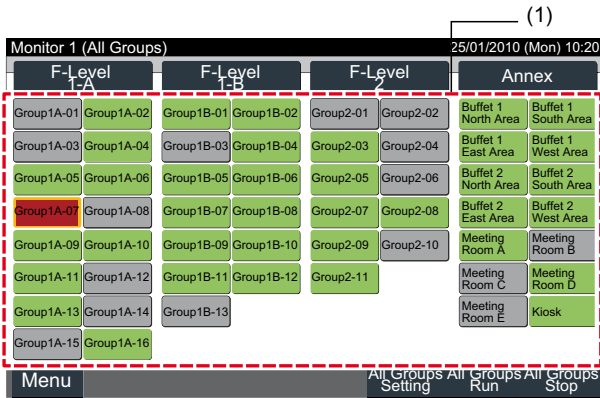 (1)
Monitor 1 (All Groups) 25/01/2010 (Mon) 10:20
F-Level 1-A F-Level 1-B F-Level 2 Annex
Group1A-01 Group1A-02 Group1B-01 Group1B-02 Group2-01 Group2-02 Buffet 1 North Area Buffet 1 South Area
Group1A-03 Group1A-04 Group1B-03 Group1B-04 Group2-03 Group2-04 Buffet 1 East Area Buffet 1 West Area
Group1A-05 Group1A-06 Group1B-05 Group1B-06 Group2-05 Group2-06 Buffet 2 North Area Buffet 2 South Area
Group1A-07 Group1A-08 Group1B-07 Group1B-08 Group2-07 Group2-08 Buffet 2 East Area Buffet 2 West Area
Group1A-09 Group1A-10 Group1B-09 Group1B-10 Group2-09 Group2-10 Meeting Room A Meeting Room B
Group1A-11 Group1A-12 Group1B-11 Group1B-12 Group2-11 Meeting Room C Meeting Room D
Group1A-13 Group1A-14 Group1B-13 Meeting Room E Kiosk
Group1A-15 Group1A-16
Menu All Groups Setting All Groups Run All Groups Stop